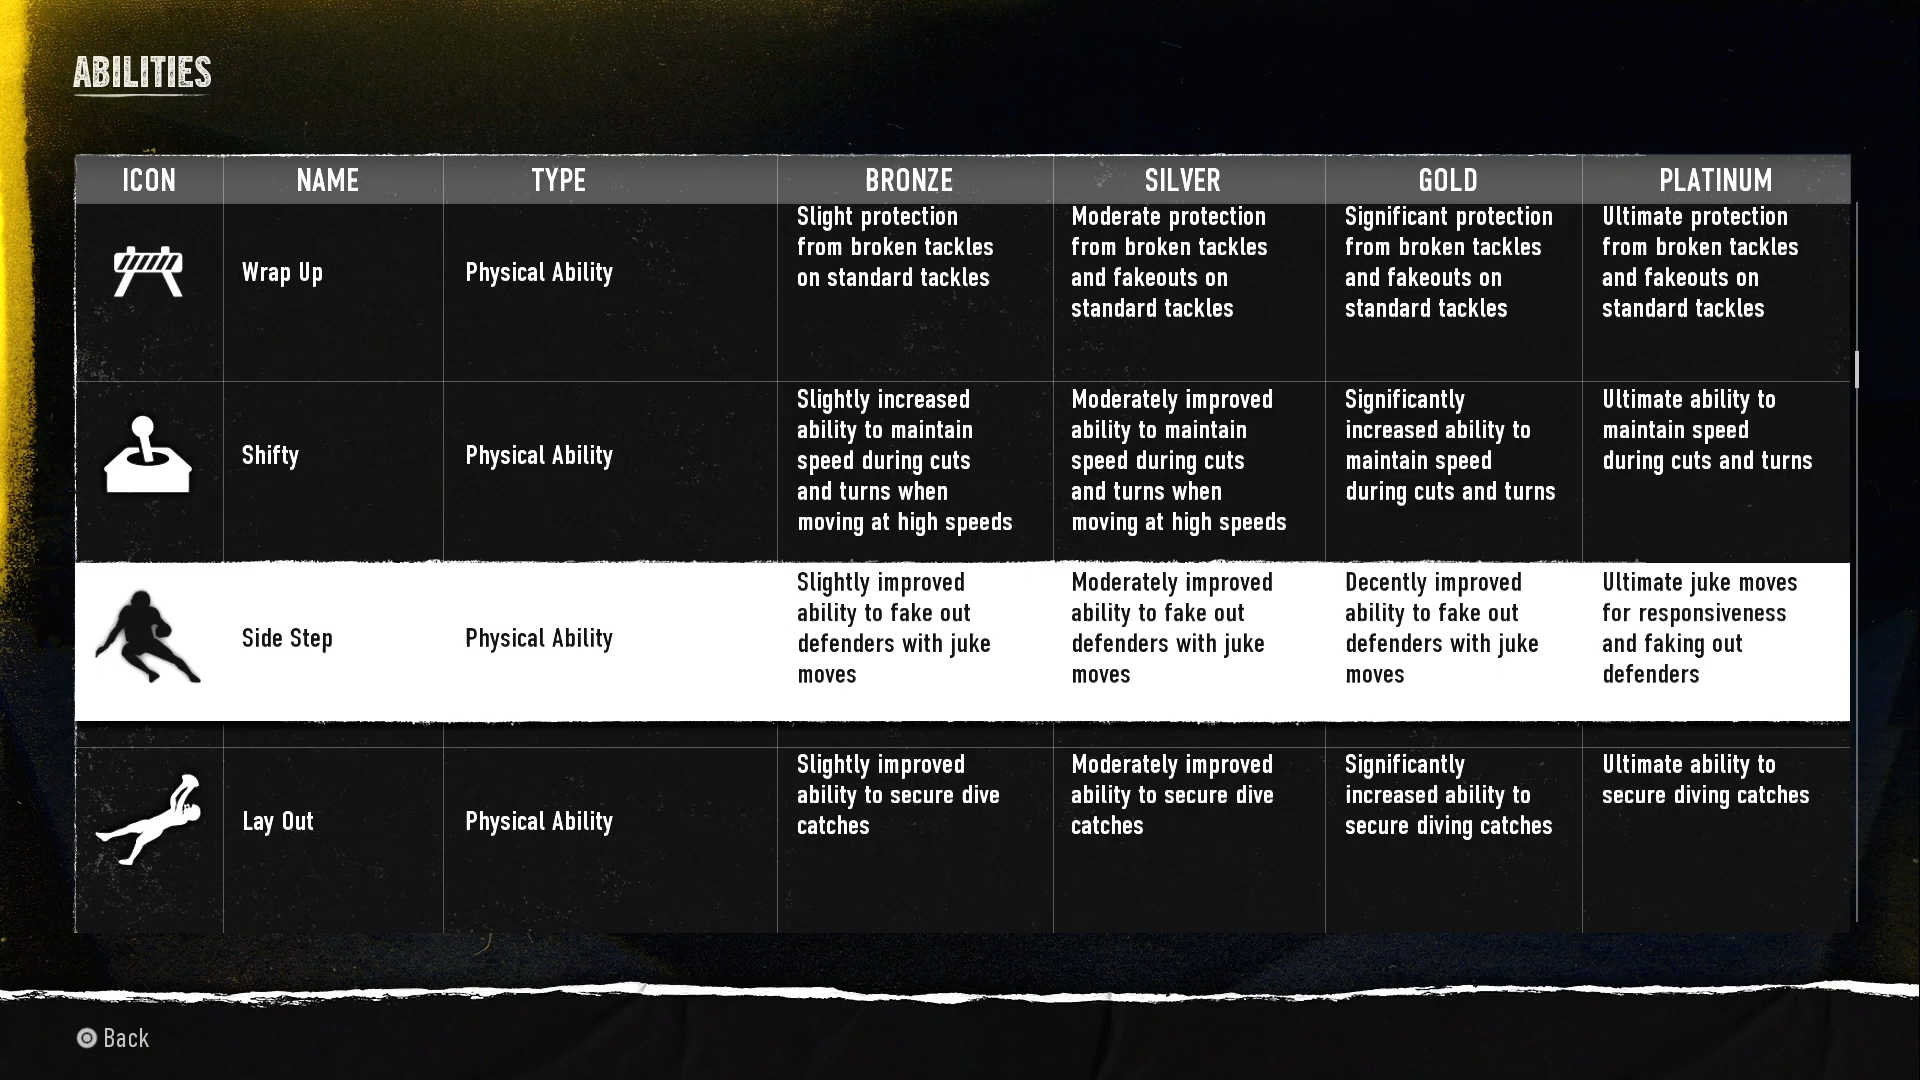 ABILITIES
ICON NAME TYPE BRONZE SILVER GOLD PLATINUM
Wrap Up
Physical Ability
Slight protection
from broken tackles
on standard tackles
Moderate protection
from broken tackles
and fakeouts on
standard tackles
Significant protection
from broken tackles
and fakeouts on
standard tackles
Ultimate protection
from broken tackles
and fakeouts on
standard tackles
Shifty
Physical Ability
Slightly increased
ability to maintain
speed during cuts
and turns when
moving at high speeds
Moderately improved
ability to maintain
speed during cuts
and turns when
moving at high speeds
Significantly
increased ability to
maintain speed
during cuts and turns
Ultimate ability to
maintain speed
during cuts and turns
Side Step
Physical Ability
Slightly improved
ability to fake out
defenders with juke
moves
Moderately improved
ability to fake out
defenders with juke
moves
Decently improved
ability to fake out
defenders with juke
moves
Ultimate juke moves
for responsiveness
and faking out
defenders
Lay Out
Physical Ability
Slightly improved
ability to secure dive
catches
Moderately improved
ability to secure dive
catches
Significantly
increased ability to
secure diving catches
Ultimate ability to
secure diving catches
Back